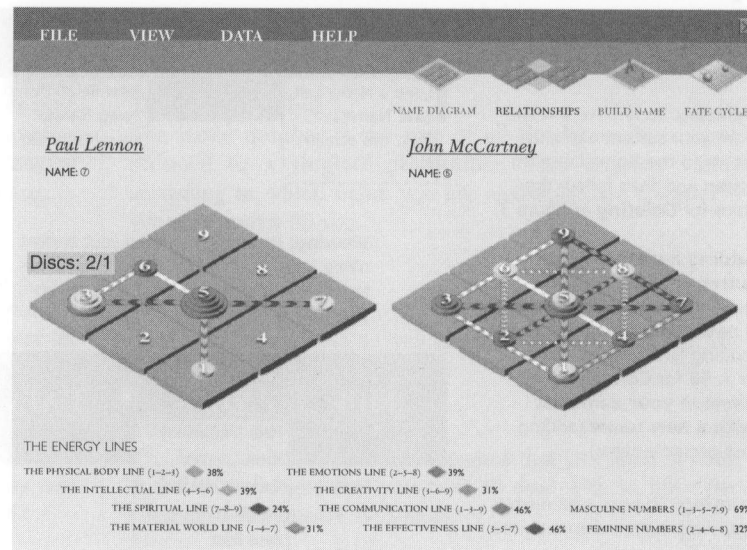 FILE VIEW DATA HELP
NAME DIAGRAM RELATIONSHIPS BUILD NAME FATE CYCLE
Paul Lennon
NAME: ⑦
John McCartney
NAME: ⑤
Discs: 2/1
9
6 8
3 5 7
2 4
1
9
6 8
3 5 7
2 4
1
THE ENERGY LINES
THE PHYSICAL BODY LINE (1–2–3) 38% THE EMOTIONS LINE (2–5–8) 39%
THE INTELLECTUAL LINE (4–5–6) 39% THE CREATIVITY LINE (3–6–9) 31%
THE SPIRITUAL LINE (7–8–9) 24% THE COMMUNICATION LINE (1–5–9) 46% MASCULINE NUMBERS (1–3–5–7–9) 69%
THE MATERIAL WORLD LINE (1–4–7) 31% THE EFFECTIVENESS LINE (3–5–7) 46% FEMININE NUMBERS (2–4–6–8) 32%